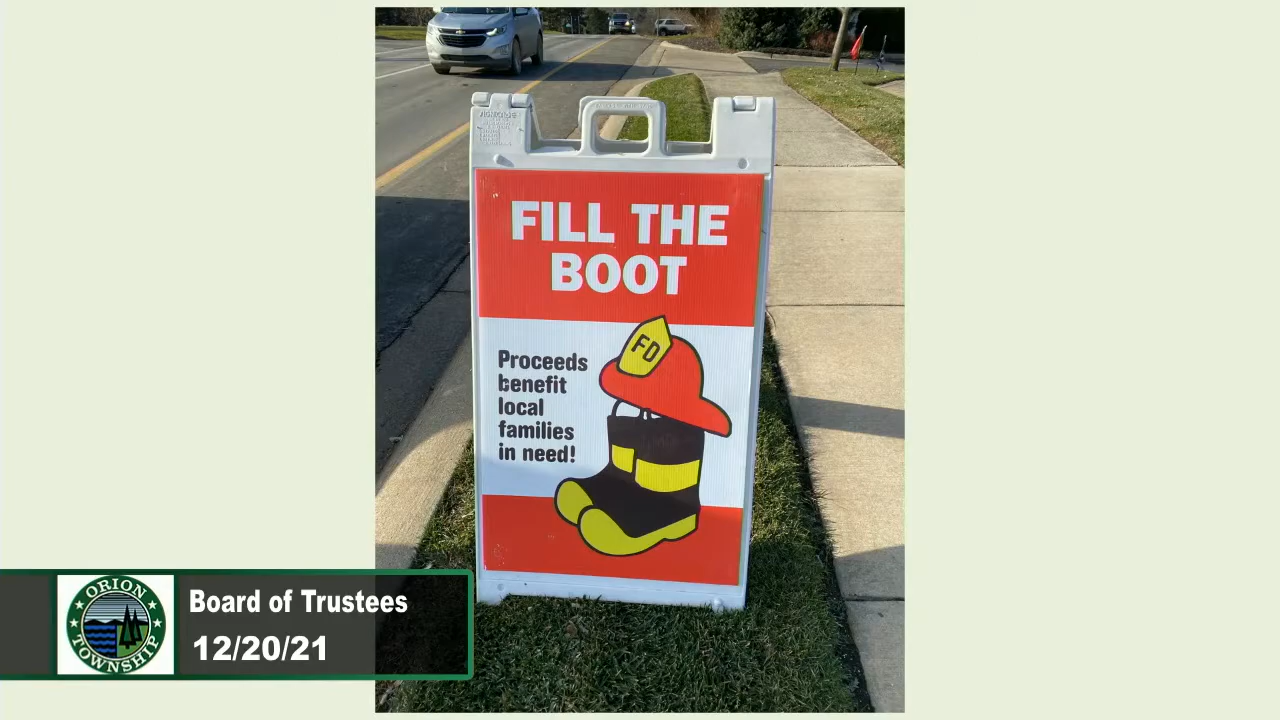 FILL THE
BOOT
FD
Proceeds
benefit
local
families
in need!
ORION
TOWNSHIP
Board of Trustees
12/20/21